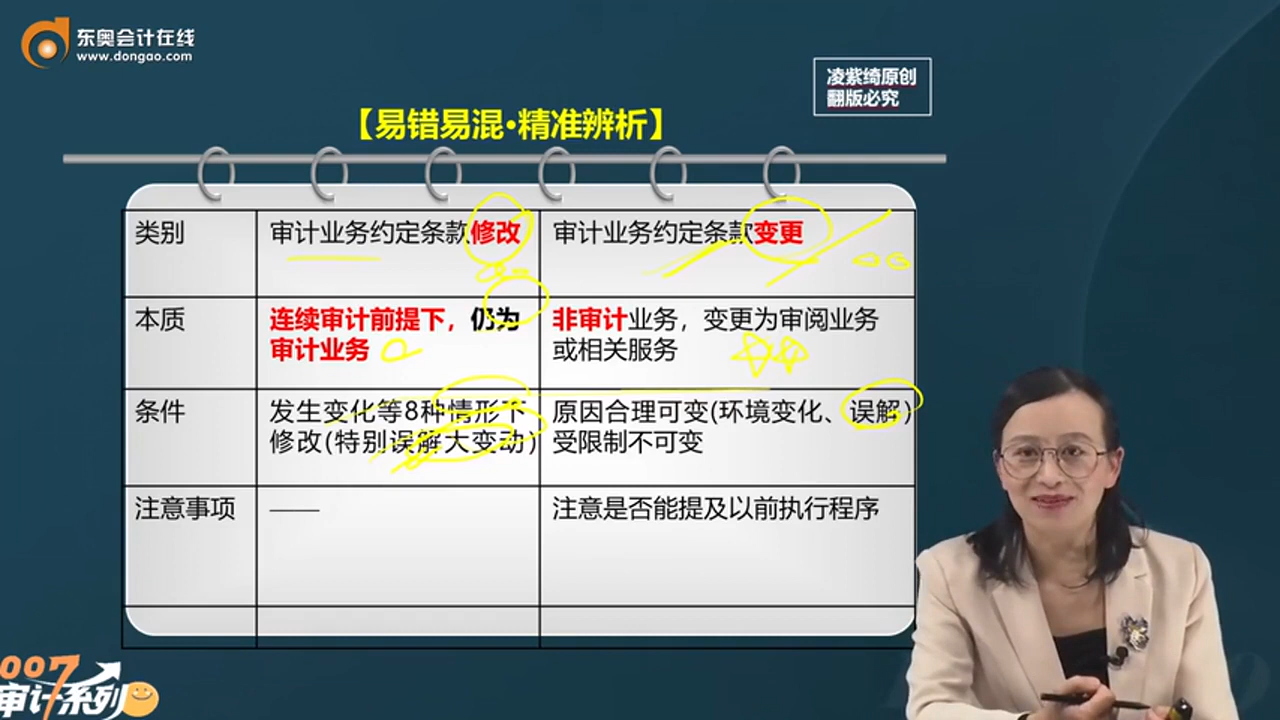 东奥会计在线
www.dongao.com
凌紫绮原创
翻版必究
【易错易混·精准辨析】
类别
审计业务约定条款修改
审计业务约定条款变更
本质
连续审计前提下，仍为
审计业务
非审计业务，变更为审阅业务
或相关服务
条件
发生变化等8种情形下
修改(特别误解大变动)
原因合理可变(环境变化、误解)
受限制不可变
注意事项
——
注意是否能提及以前执行程序
007
审计系列